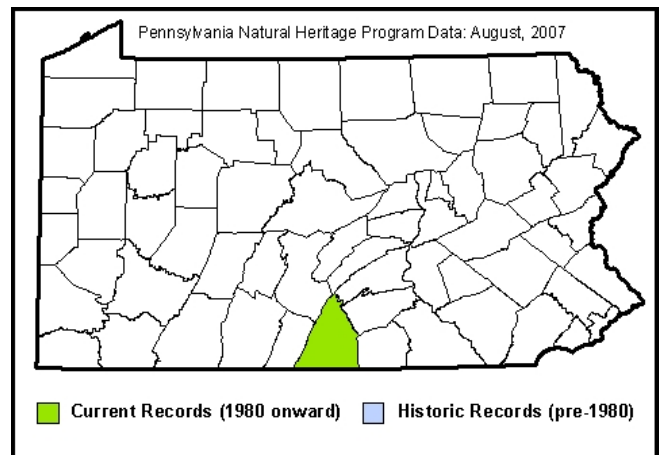 Pennsylvania Natural Heritage Program Data: August, 2007
Current Records (1980 onward) Historic Records (pre-1980)